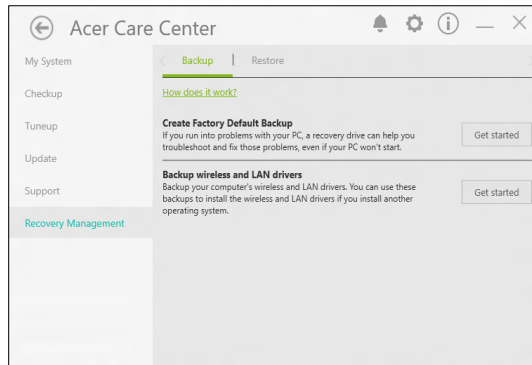 Acer Care Center
My System
Checkup
Tuneup
Update
Support
Recovery Management
Backup
Restore
How does it work?
Create Factory Default Backup
If you run into problems with your PC, a recovery drive can help you
troubleshoot and fix those problems, even if your PC won't start.
Get started
Backup wireless and LAN drivers
Backup your computer's wireless and LAN drivers. You can use these
backups to install the wireless and LAN drivers if you install another
operating system.
Get started